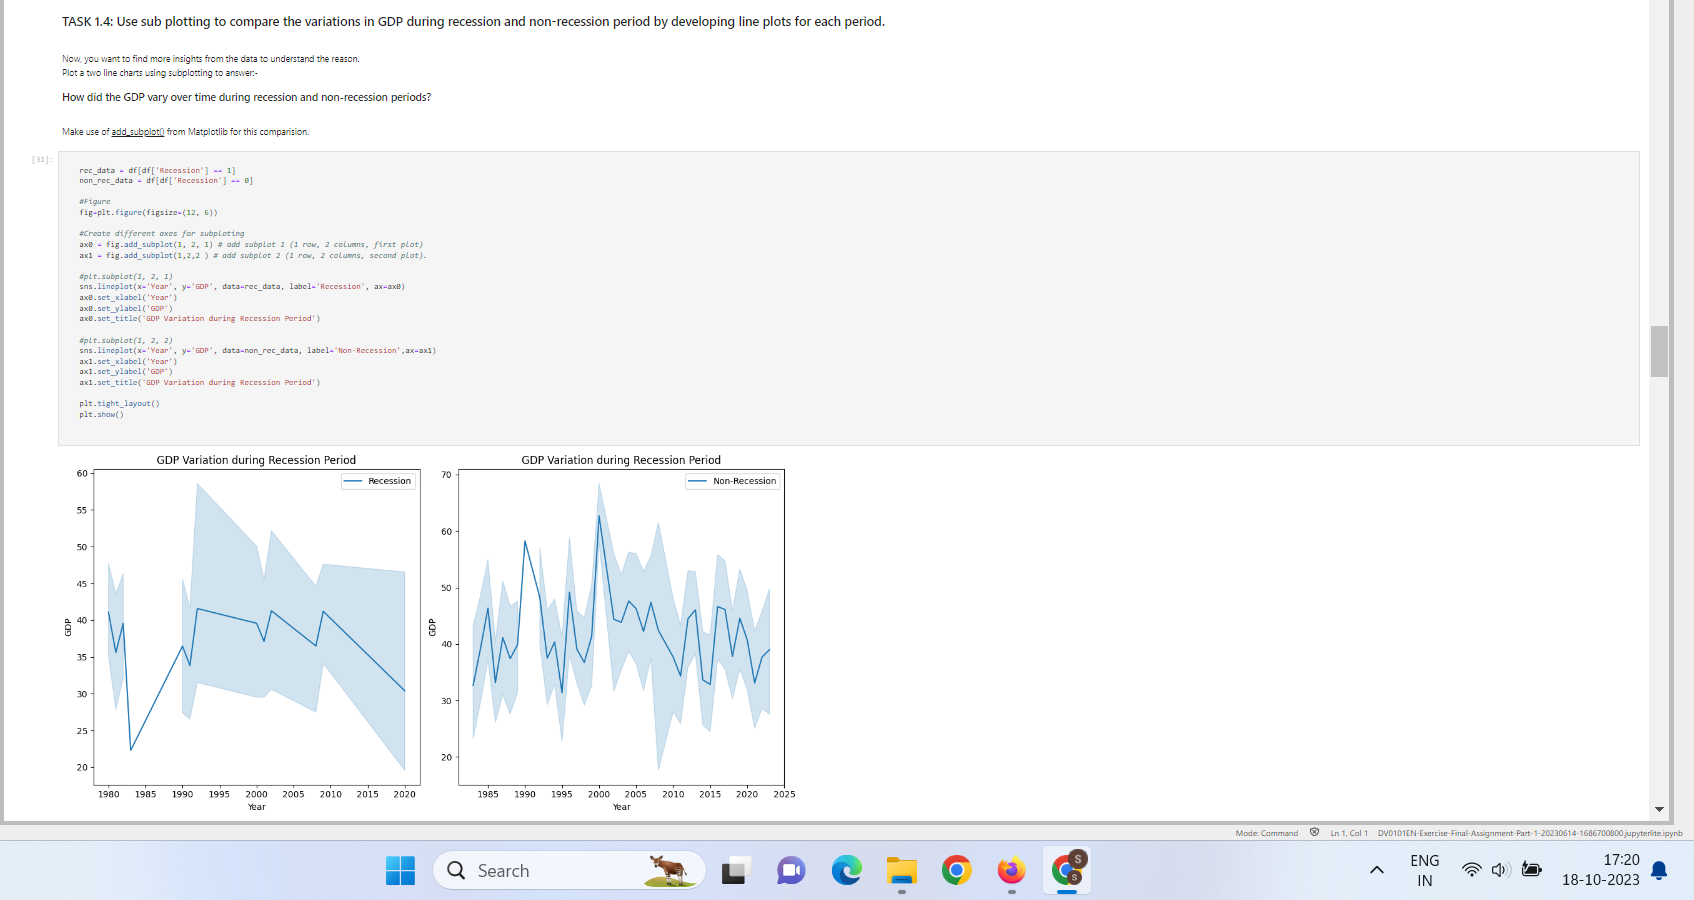 TASK 1.4: Use sub plotting to compare the variations in GDP during recession and non-recession period by developing line plots for each period.
Now, you want to find more insights from the data to understand the reason.
Plot a two line charts using subplotting to answer:-
How did the GDP vary over time during recession and non-recession periods?
Make use of add_subplot() from Matplotlib for this comparision.
[31]:
rec_data = df[df['Recession'] == 1]
non_rec_data = df[df['Recession'] == 0]
#Figure
fig=plt.figure(figsize=(12, 6))
#Create different axes for subploting
ax0 = fig.add_subplot(1, 2, 1) # add subplot 1 (1 row, 2 columns, first plot)
ax1 = fig.add_subplot(1,2,2 ) # add subplot 2 (1 row, 2 columns, second plot).
#plt.subplot(1, 2, 1)
sns.lineplot(x='Year', y='GDP', data=rec_data, label='Recession', ax=ax0)
ax0.set_xlabel('Year')
ax0.set_ylabel('GDP')
ax0.set_title('GDP Variation during Recession Period')
#plt.subplot(1, 2, 2)
sns.lineplot(x='Year', y='GDP', data=non_rec_data, label='Non-Recession',ax=ax1)
ax1.set_xlabel('Year')
ax1.set_ylabel('GDP')
ax1.set_title('GDP Variation during Recession Period')
plt.tight_layout()
plt.show()
GDP Variation during Recession Period
Recession
60
55
50
45
40
35
30
25
20
GDP
1980 1985 1990 1995 2000 2005 2010 2015 2020
Year
GDP Variation during Recession Period
Non-Recession
70
60
50
40
30
20
GDP
1985 1990 1995 2000 2005 2010 2015 2020 2025
Year
Mode: Command Ln 1, Col 1 DV0101EN-Exercise-Final-Assignment-Part-1-20230614-1686700800.jupyterlite.ipynb
Search
S
S
ENG
IN
17:20
18-10-2023